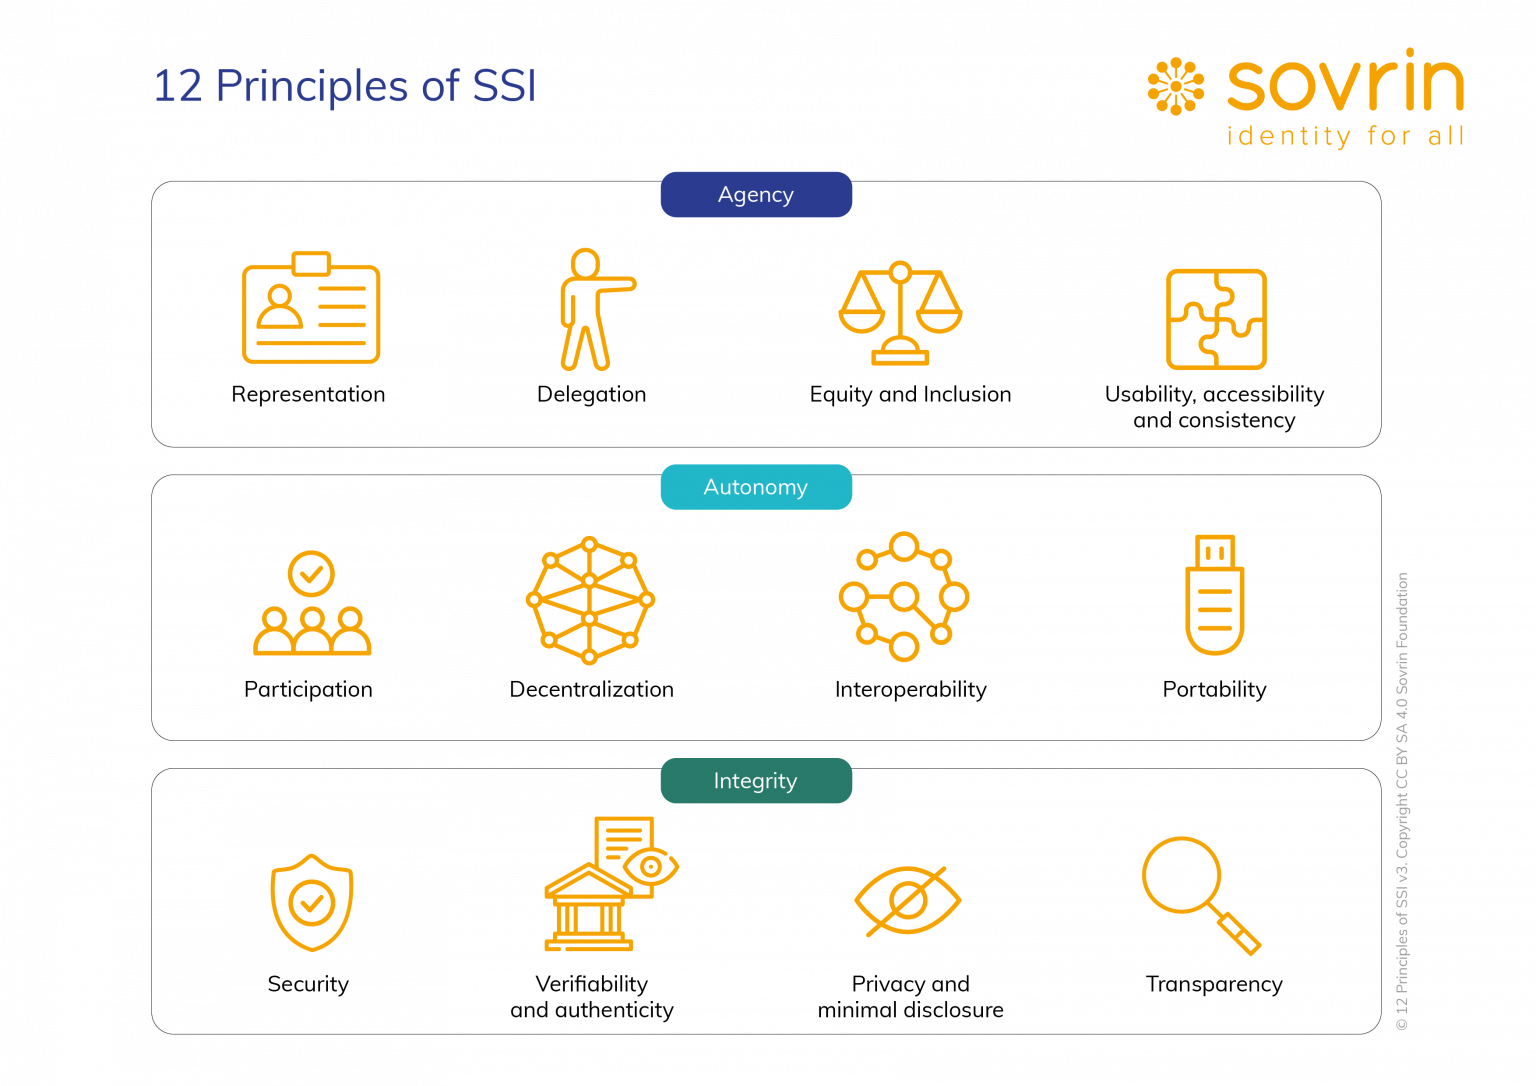 12 Principles of SSI
sovrin
identity for all
Agency
Representation
Delegation
Equity and Inclusion
Usability, accessibility
and consistency
Autonomy
Participation
Decentralization
Interoperability
Portability
Integrity
Security
Verifiability
and authenticity
Privacy and
minimal disclosure
Transparency
© 12 Principles of SSI v3. Copyright CC BY SA 4.0 Sovrin Foundation